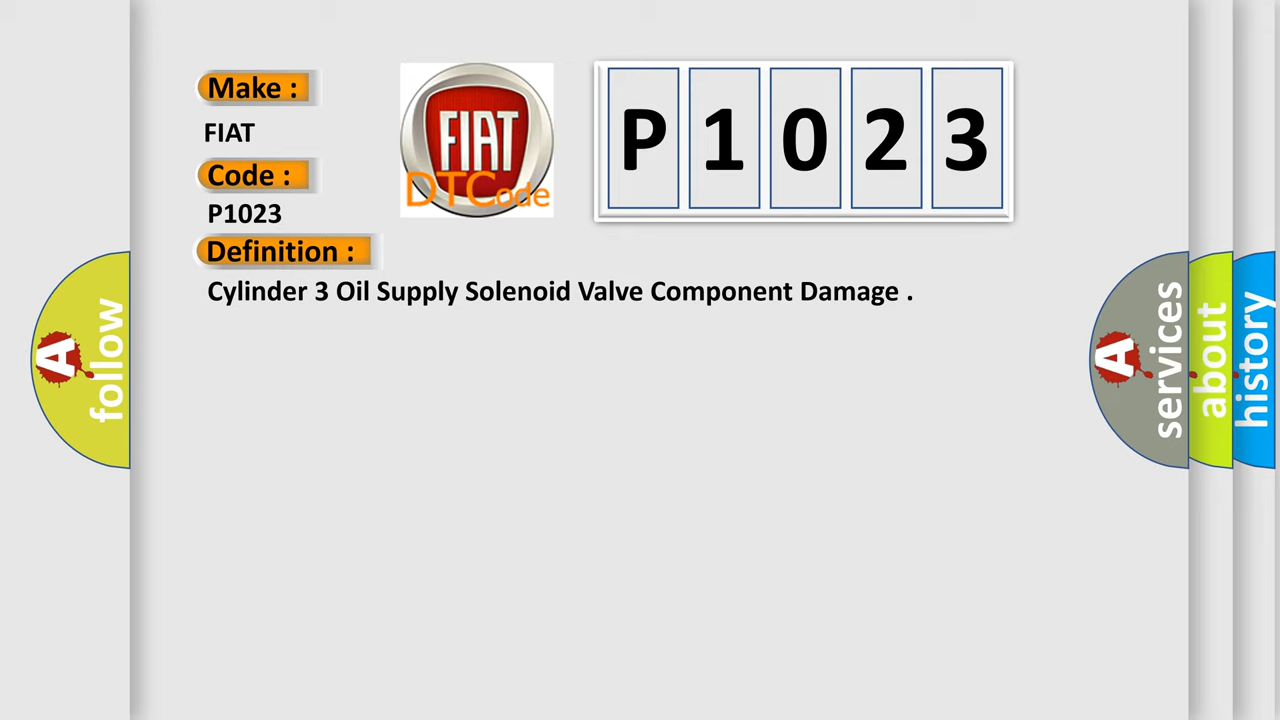 Make :
FIAT
Code :
P1023
Definition :
Cylinder 3 Oil Supply Solenoid Valve Component Damage .
FIAT
DTCode
P 1 0 2 3
A follow
A services
about
history